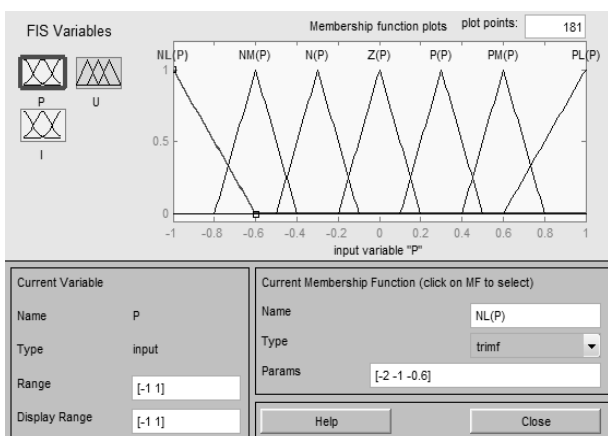 FIS Variables
Membership function plots
plot points:
181
P
U
I
NL(P)
NM(P)
N(P)
Z(P)
P(P)
PM(P)
PL(P)
1
0.5
0
-1
-0.8
-0.6
-0.4
-0.2
0
0.2
0.4
0.6
0.8
1
input variable "P"
Current Variable
Name
P
Type
input
Range
[-1 1]
Display Range
[-1 1]
Current Membership Function (click on MF to select)
Name
NL(P)
Type
trimf
Params
[-2 -1 -0.6]
Help
Close